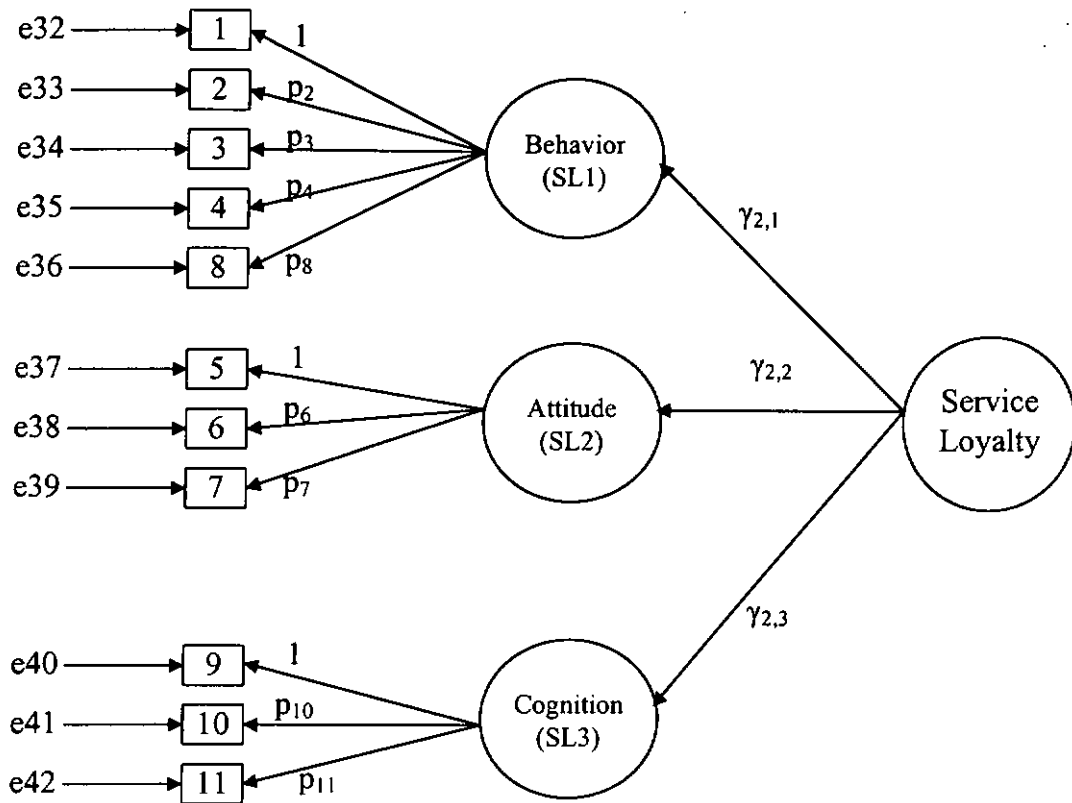 e32 1 1
e33 2 p2
e34 3 p3
e35 4 p4
e36 8 p8
Behavior
(SL1)
γ2,1
e37 5 1
e38 6 p6
e39 7 p7
Attitude
(SL2)
γ2,2
Service
Loyalty
γ2,3
e40 9 1
e41 10 p10
e42 11 p11
Cognition
(SL3)